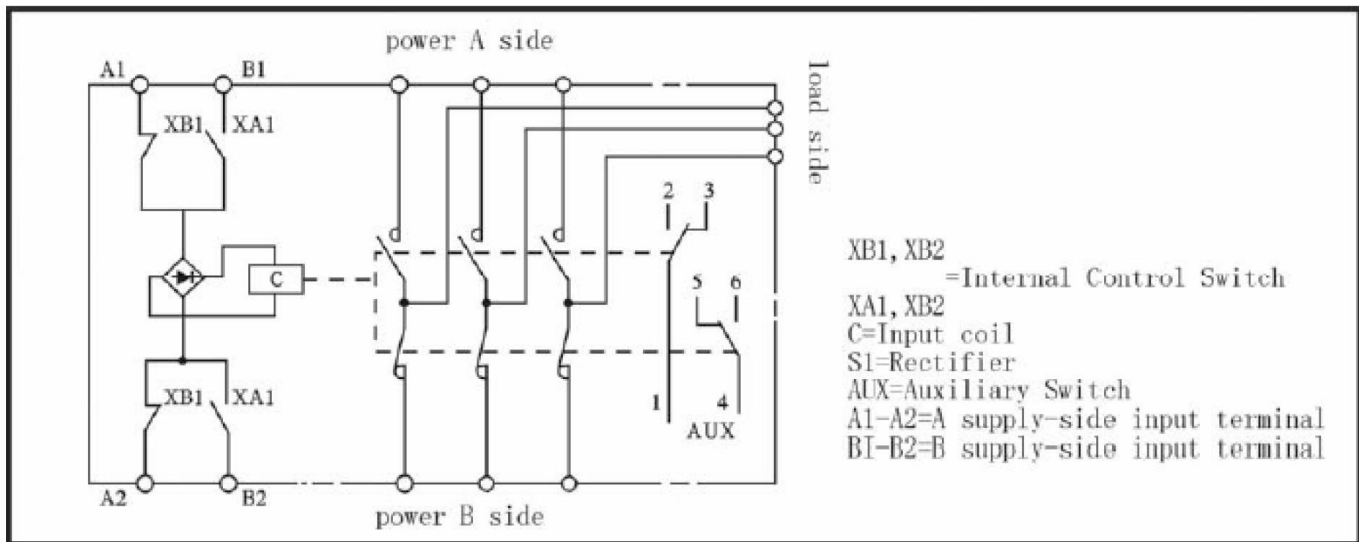 power A side
A1
B1
load side
XB1
XA1
2
3
C
5
6
XB1
XA1
1
4
AUX
A2
B2
power B side
XB1, XB2
=Internal Control Switch
XA1, XB2
C=Input coil
S1=Rectifier
AUX=Auxiliary Switch
A1-A2=A supply-side input terminal
BI-B2=B supply-side input terminal